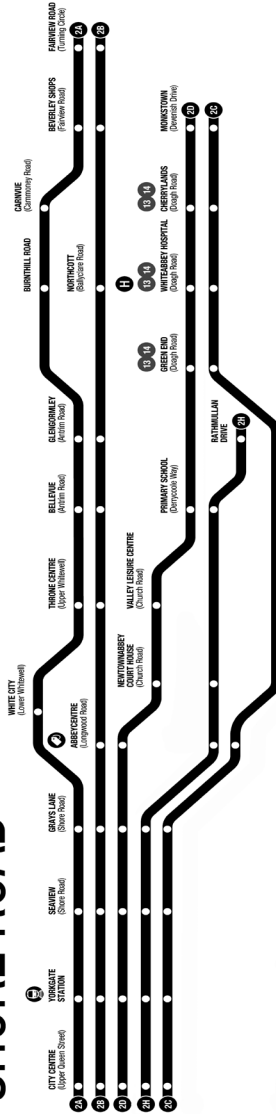 SHORE ROAD
CITY CENTRE
(Upper Queen Street)
YORKGATE
STATION
SEAVIEW
(Shore Road)
GRAYS LANE
(Shore Road)
WHITE CITY
(Lower Whitewell)
ABBEYCENTRE
(Longwood Road)
THRONE CENTRE
(Upper Whitewell)
BELLEVUE
(Antrim Road)
GLENGORMLEY
(Antrim Road)
BURNTHILL ROAD
NORTHCOTT
(Ballyclare Road)
CARNVUE
(Carnmoney Road)
BEVERLEY SHOPS
(Fairview Road)
FAIRVIEW ROAD
(Turning Circle)
2A
2A
2B
2B
NEWTOWNABBEY
COURT HOUSE
(Church Road)
VALLEY LEISURE CENTRE
(Church Road)
PRIMARY SCHOOL
(Derrycoole Way)
13 14
GREEN END
(Doagh Road)
H
13 14
WHITEABBEY HOSPITAL
(Doagh Road)
13 14
CHERRYLANDS
(Doagh Road)
MONKSTOWN
(Devenish Drive)
2D
2D
2H
RATHMULLAN
DRIVE
2H
2C
2C